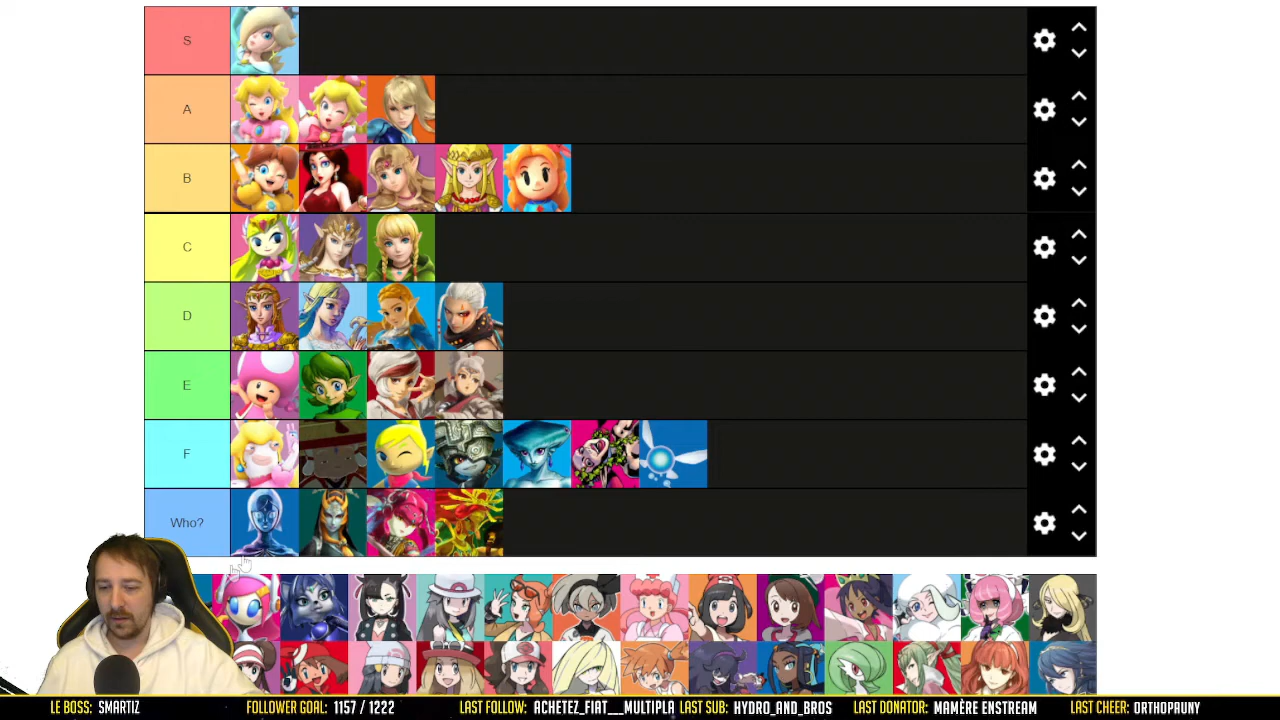 S
A
B
C
D
E
F
Who?
LE BOSS: SMARTIZ FOLLOWER GOAL: 1157 / 1222 LAST FOLLOW: ACHETEZ_FIAT__MULTIPLA LAST SUB: HYDRO_AND_BROS LAST DONATOR: MAMÈRE ENSTREAM LAST CHEER: ORTHOPAUNY